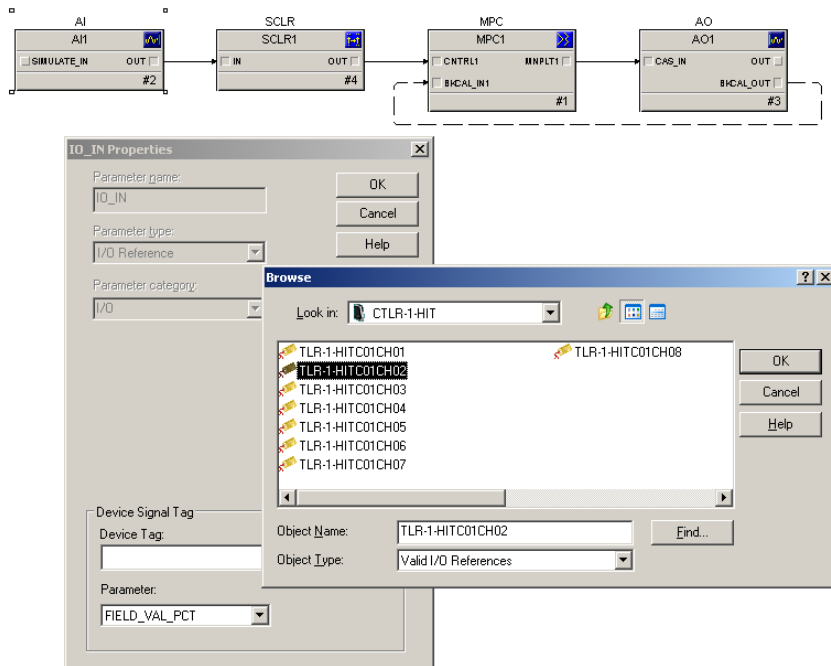 AI SCLR MPC AO
AI1 SCLR1 MPC1 AO1
SIMULATE_IN OUT IN OUT CNTRL1 MNPLT1 CAS_IN OUT
BKCAL_IN1 BKCAL_OUT
#2 #4 #1 #3
IO_IN Properties
Parameter name:
IO_IN
OK
Cancel
Parameter type:
I/O Reference
Help
Parameter category:
I/O
Browse
Look in: CTLR-1-HIT
TLR-1-HITC01CH01 TLR-1-HITC01CH08
TLR-1-HITC01CH02
TLR-1-HITC01CH03
TLR-1-HITC01CH04
TLR-1-HITC01CH05
TLR-1-HITC01CH06
TLR-1-HITC01CH07
OK
Cancel
Help
Object Name: TLR-1-HITC01CH02 Find...
Object Type: Valid I/O References
Device Signal Tag
Device Tag:
Parameter:
FIELD_VAL_PCT